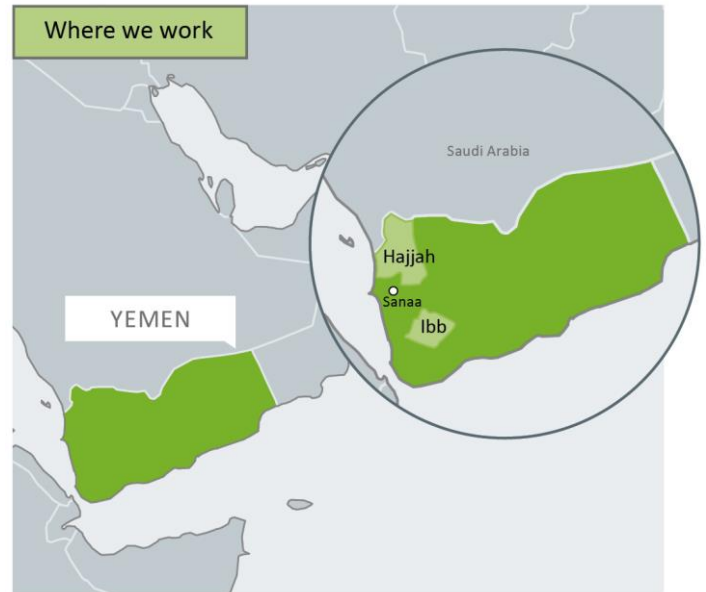 Where we work
Saudi Arabia
Hajjah
Sanaa
Ibb
YEMEN